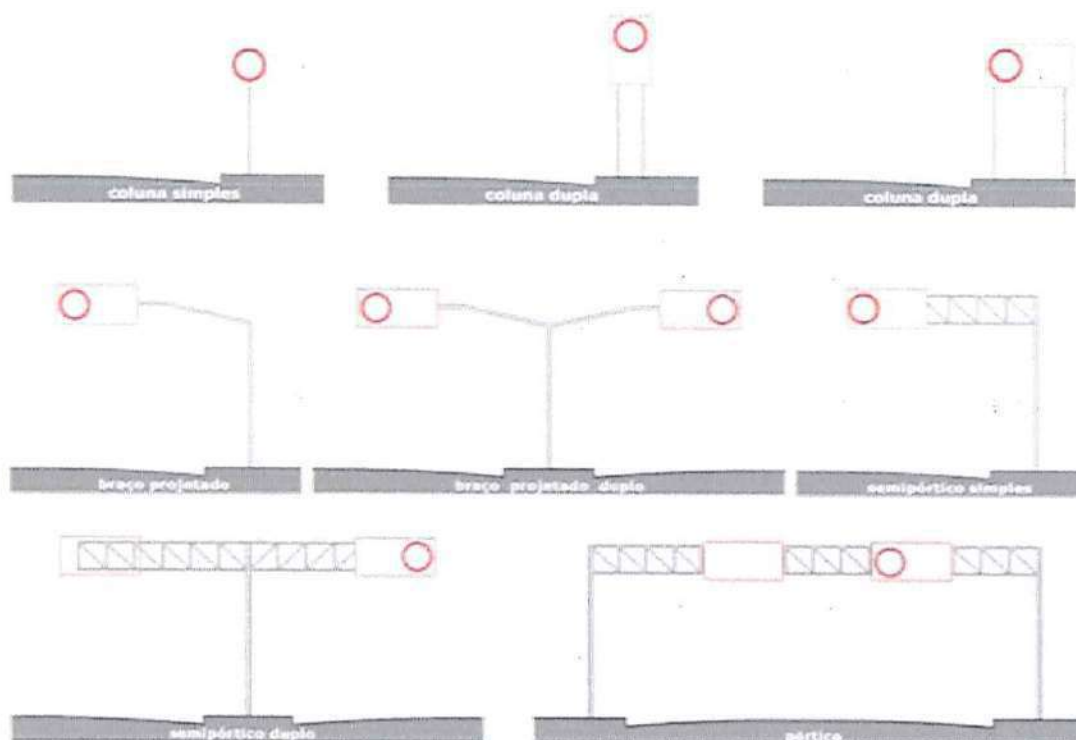 coluna simples
coluna dupla
coluna dupla
braço projetado
braço projetado duplo
semipórtico simples
semipórtico duplo
pórtico